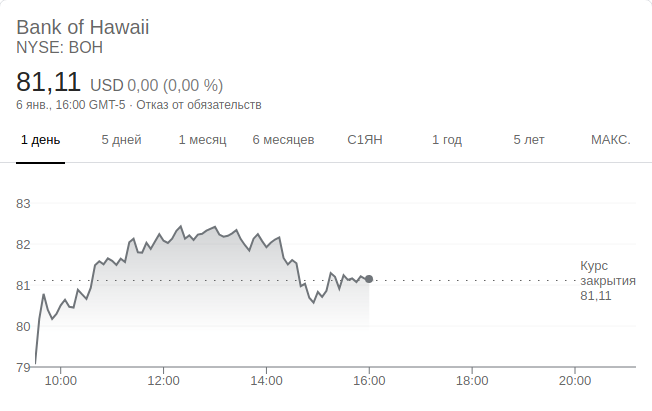 Bank of Hawaii
NYSE: BOH
81,11 USD 0,00 (0,00 %)
6 янв., 16:00 GMT-5 · Отказ от обязательств
1 день 5 дней 1 месяц 6 месяцев С1ЯН 1 год 5 лет МАКС.
83
82
81
80
79
Курс
закрытия
81,11
10:00 12:00 14:00 16:00 18:00 20:00